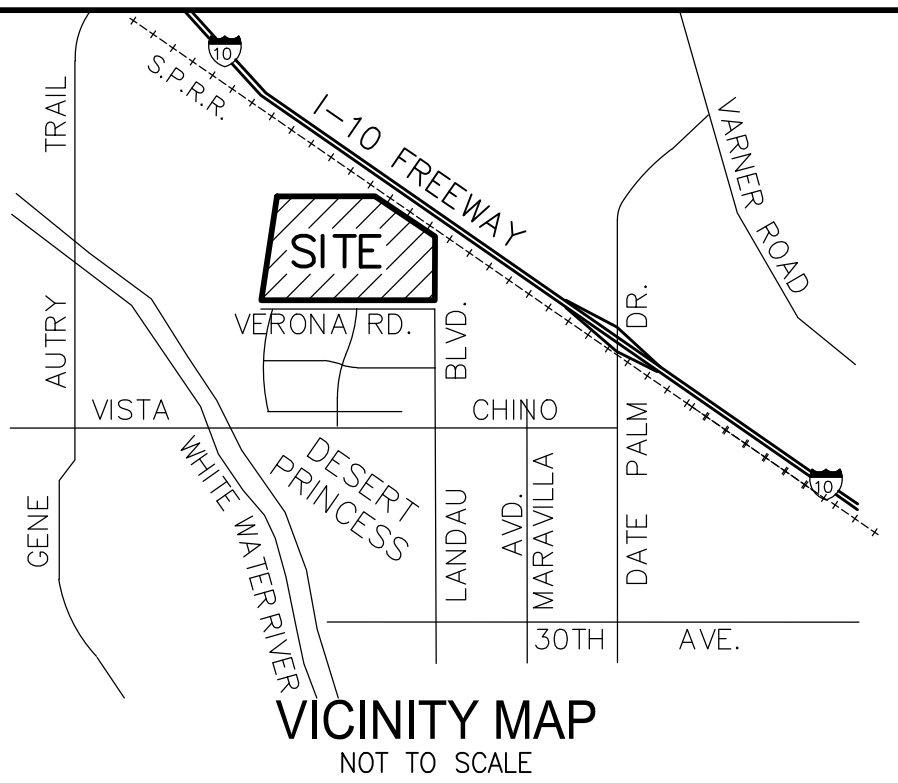 10
S.P.R.R.
I-10 FREEWAY
VARNER ROAD
GENE AUTRY TRAIL
SITE
VERONA RD.
LANDAU BLVD.
DATE PALM DR.
VISTA CHINO
DESERT
PRINCESS
WHITE WATER RIVER
AVD.
MARAVILLA
10
30TH AVE.
VICINITY MAP
NOT TO SCALE